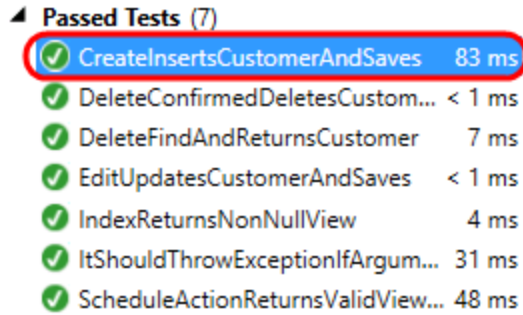 Passed Tests (7)
CreateInsertsCustomerAndSaves 83 ms
DeleteConfirmedDeletesCustom... < 1 ms
DeleteFindAndReturnsCustomer 7 ms
EditUpdatesCustomerAndSaves < 1 ms
IndexReturnsNonNullView 4 ms
ItShouldThrowExceptionIfArgum... 31 ms
ScheduleActionReturnsValidView... 48 ms